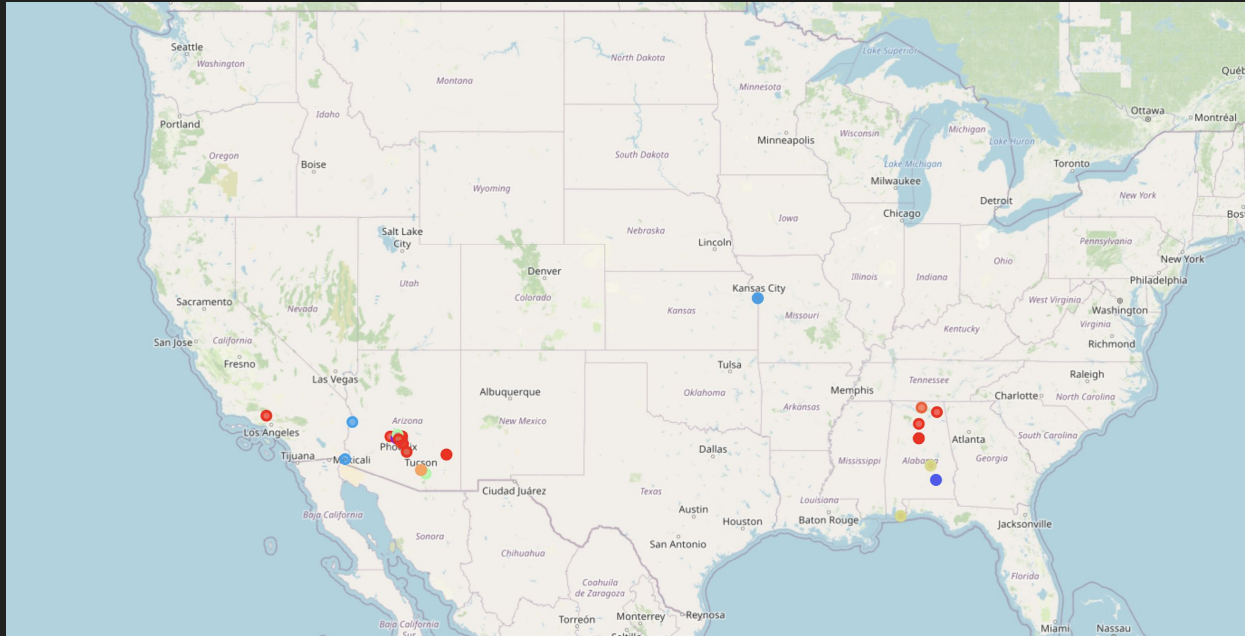 Seattle
Washington
Montana
North Dakota
Minnesota
Lake Superior
Ottawa
Montréal
Portland
Idaho
Oregon
Boise
South Dakota
Minneapolis
Wisconsin
Michigan
Lake Huron
Lake Michigan
Toronto
Milwaukee
Wyoming
New York
Detroit
Chicago
Iowa
Salt Lake
City
Nebraska
Lincoln
Pennsylvania
New York
Ohio
Denver
Utah
Colorado
Illinois
Indiana
Philadelphia
Kansas City
Sacramento
Nevada
West Virginia
Washington
Kansas
Missouri
Virginia
Kentucky
San Jose
California
Richmond
Fresno
Tulsa
Las Vegas
Raleigh
Tennessee
Albuquerque
Oklahoma
Memphis
Charlotte
North Carolina
Arkansas
Arizona
New Mexico
Los Angeles
South Carolina
Atlanta
Phoenix
Dallas
Tijuana
Mexicali
Tucson
Mississippi
Alabama
Georgia
Ciudad Juárez
Texas
Louisiana
Baja California
Austin
Houston
Baton Rouge
Jacksonville
Sonora
San Antonio
Chihuahua
Florida
Coahuila
de Zaragoza
Torreón
Monterrey
Reynosa
Baja California
Sur
Miami
Nassau